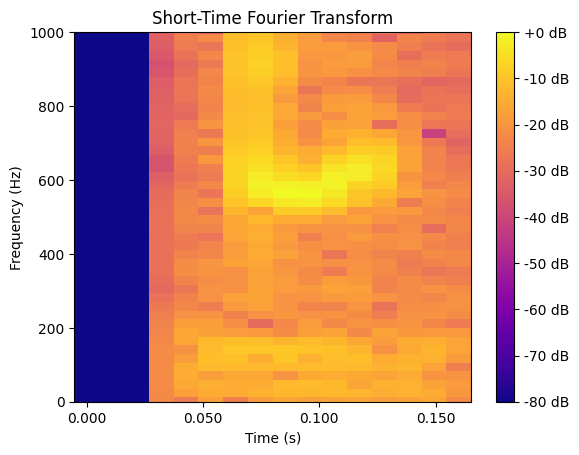 Short-Time Fourier Transform
1000
800
600
400
200
0
Frequency (Hz)
0.000
0.050
0.100
0.150
Time (s)
+0 dB
-10 dB
-20 dB
-30 dB
-40 dB
-50 dB
-60 dB
-70 dB
-80 dB